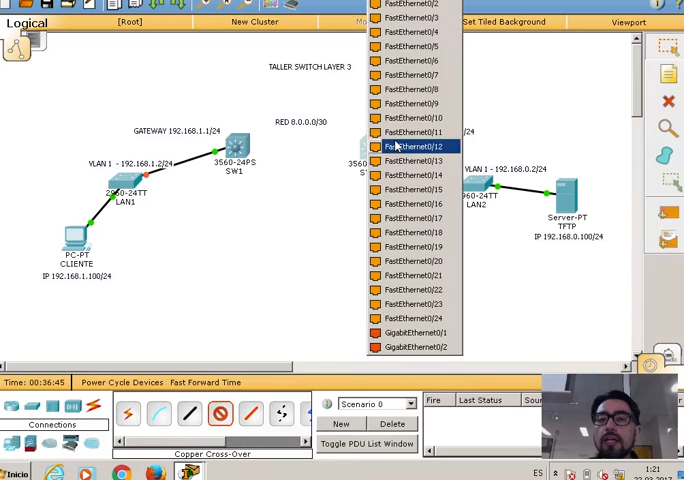 FastEthernet0/2
Logical
[Root]
New Cluster
Set Tiled Background
Viewport
FastEthernet0/3
FastEthernet0/4
FastEthernet0/5
FastEthernet0/6
FastEthernet0/7
FastEthernet0/8
FastEthernet0/9
FastEthernet0/10
FastEthernet0/11
FastEthernet0/12
FastEthernet0/13
FastEthernet0/14
FastEthernet0/15
FastEthernet0/16
FastEthernet0/17
FastEthernet0/18
FastEthernet0/19
FastEthernet0/20
FastEthernet0/21
FastEthernet0/22
FastEthernet0/23
FastEthernet0/24
GigabitEthernet0/1
GigabitEthernet0/2
TALLER SWITCH LAYER 3
RED 8.0.0.0/30
GATEWAY 192.168.1.1/24
/24
3560-24PS
SW1
VLAN 1 - 192.168.1.2/24
2960-24TT
LAN1
PC-PT
CLIENTE
IP 192.168.1.100/24
VLAN 1 - 192.168.0.2/24
960-24TT
LAN2
Server-PT
TFTP
IP 192.168.0.100/24
Time: 00:36:45
Power Cycle Devices
Fast Forward Time
Connections
Copper Cross-Over
Scenario 0
New
Delete
Toggle PDU List Window
Fire
Last Status
Sour
Inicio
ES
1:21
22.03.2017